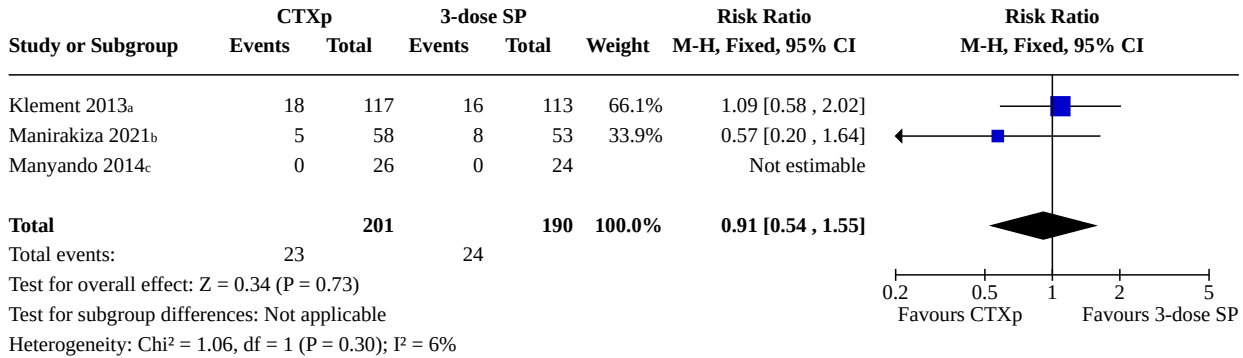 CTXp 3-dose SP Risk Ratio Risk Ratio
Study or Subgroup Events Total Events Total Weight M-H, Fixed, 95% CI M-H, Fixed, 95% CI
Klement 2013a 18 117 16 113 66.1% 1.09 [0.58 , 2.02]
Manirakiza 2021b 5 58 8 53 33.9% 0.57 [0.20 , 1.64]
Manyando 2014c 0 26 0 24 Not estimable
Total 201 190 100.0% 0.91 [0.54 , 1.55]
Total events: 23 24
Test for overall effect: Z = 0.34 (P = 0.73)
0.2 0.5 1 2 5
Test for subgroup differences: Not applicable
Favours CTXp Favours 3-dose SP
Heterogeneity: Chi² = 1.06, df = 1 (P = 0.30); I² = 6%